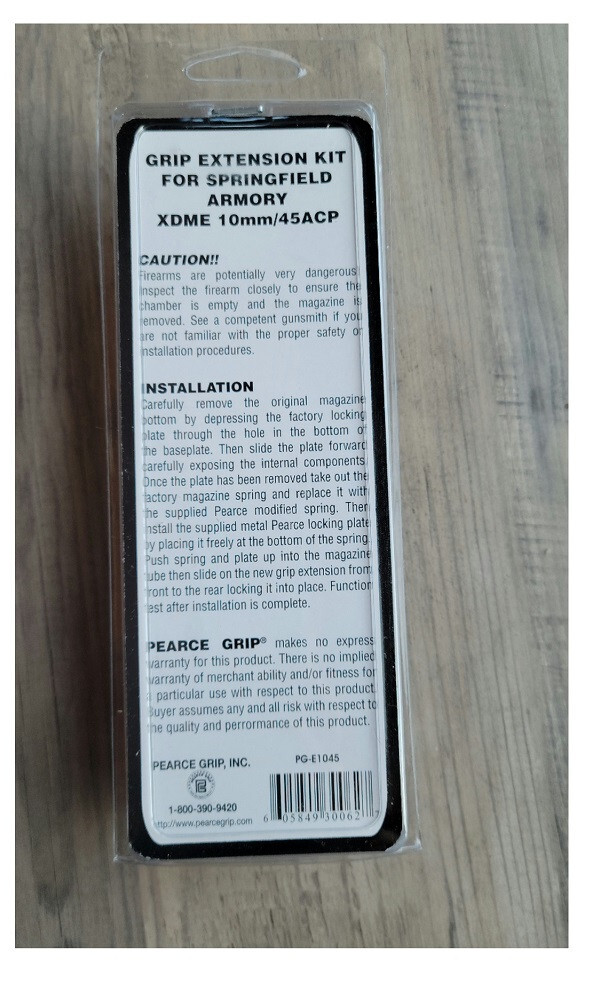 GRIP EXTENSION KIT
FOR SPRINGFIELD
ARMORY
XDME 10mm/45ACP
CAUTION!!
Firearms are potentially very dangerous
Inspect the firearm closely to ensure the
chamber is empty and the magazine is
removed. See a competent gunsmith if you
are not familiar with the proper safety or
installation procedures.
INSTALLATION
Carefully remove the original magazine
bottom by depressing the factory locking
plate through the hole in the bottom of
the baseplate. Then slide the plate forward
carefully exposing the internal components
Once the plate has been removed take out the
factory magazine spring and replace it with
the supplied Pearce modified spring. Then
install the supplied metal Pearce locking plate
by placing it freely at the bottom of the spring
Push spring and plate up into the magazine
tube then slide on the new grip extension from
front to the rear locking it into place. Function
test after installation is complete.
PEARCE GRIP® makes no express
warranty for this product. There is no implied
warranty of merchant ability and/or fitness for
a particular use with respect to this product
Buyer assumes any and all risk with respect to
the quality and performance of this product.
PEARCE GRIP, INC.
PG-E1045
1-800-390-9420
http://www.pearcegrip.com
6 05849 30062 7